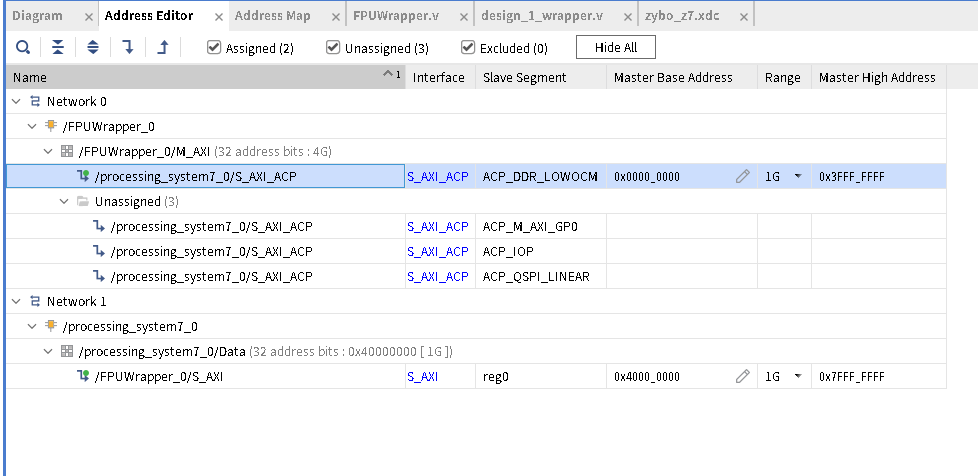 Diagram × Address Editor × Address Map × FPUWrapper.v × design_1_wrapper.v × zybo_z7.xdc ×
Assigned (2) Unassigned (3) Excluded (0) Hide All
Name 1 Interface Slave Segment Master Base Address Range Master High Address
Network 0
/FPUWrapper_0
/FPUWrapper_0/M_AXI (32 address bits : 4G)
/processing_system7_0/S_AXI_ACP S_AXI_ACP ACP_DDR_LOWOCM 0x0000_0000 1G 0x3FFF_FFFF
Unassigned (3)
/processing_system7_0/S_AXI_ACP S_AXI_ACP ACP_M_AXI_GP0
/processing_system7_0/S_AXI_ACP S_AXI_ACP ACP_IOP
/processing_system7_0/S_AXI_ACP S_AXI_ACP ACP_QSPI_LINEAR
Network 1
/processing_system7_0
/processing_system7_0/Data (32 address bits : 0x40000000 [ 1G ])
/FPUWrapper_0/S_AXI S_AXI reg0 0x4000_0000 1G 0x7FFF_FFFF